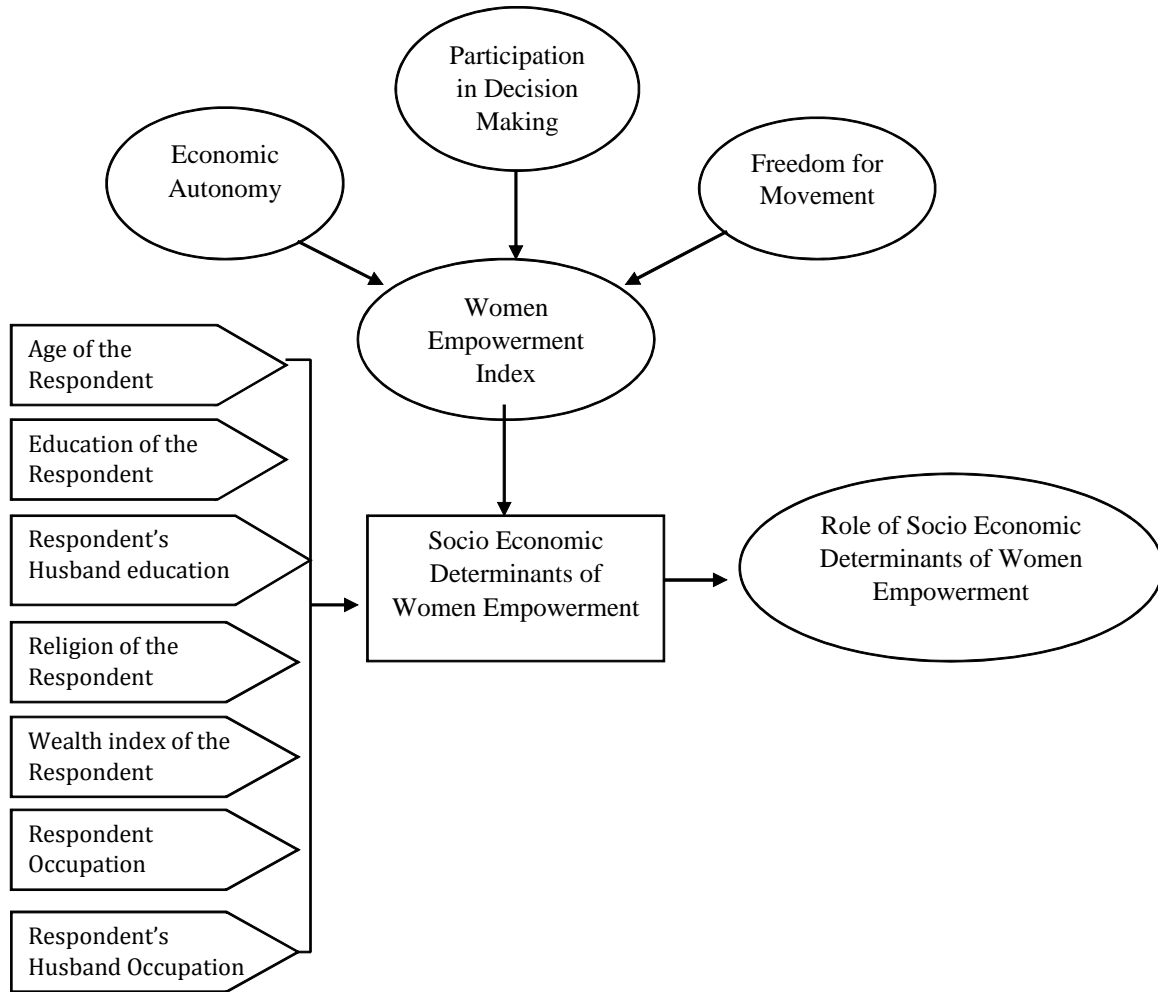 Participation
in Decision
Making
Economic
Autonomy
Freedom for
Movement
Women
Empowerment
Index
Age of the
Respondent
Education of the
Respondent
Respondent’s
Husband education
Religion of the
Respondent
Wealth index of the
Respondent
Respondent
Occupation
Respondent’s
Husband Occupation
Socio Economic
Determinants of
Women Empowerment
Role of Socio Economic
Determinants of Women
Empowerment